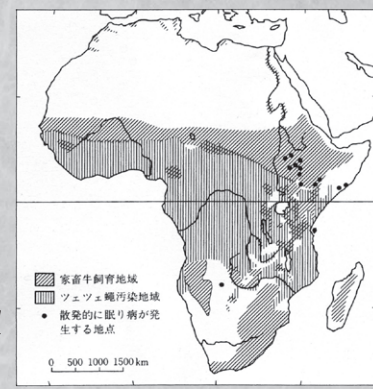 家畜牛飼育地域
ツェツェ蠅汚染地域
散発的に眠り病が発
生する地点
0 500 1000 1500 km